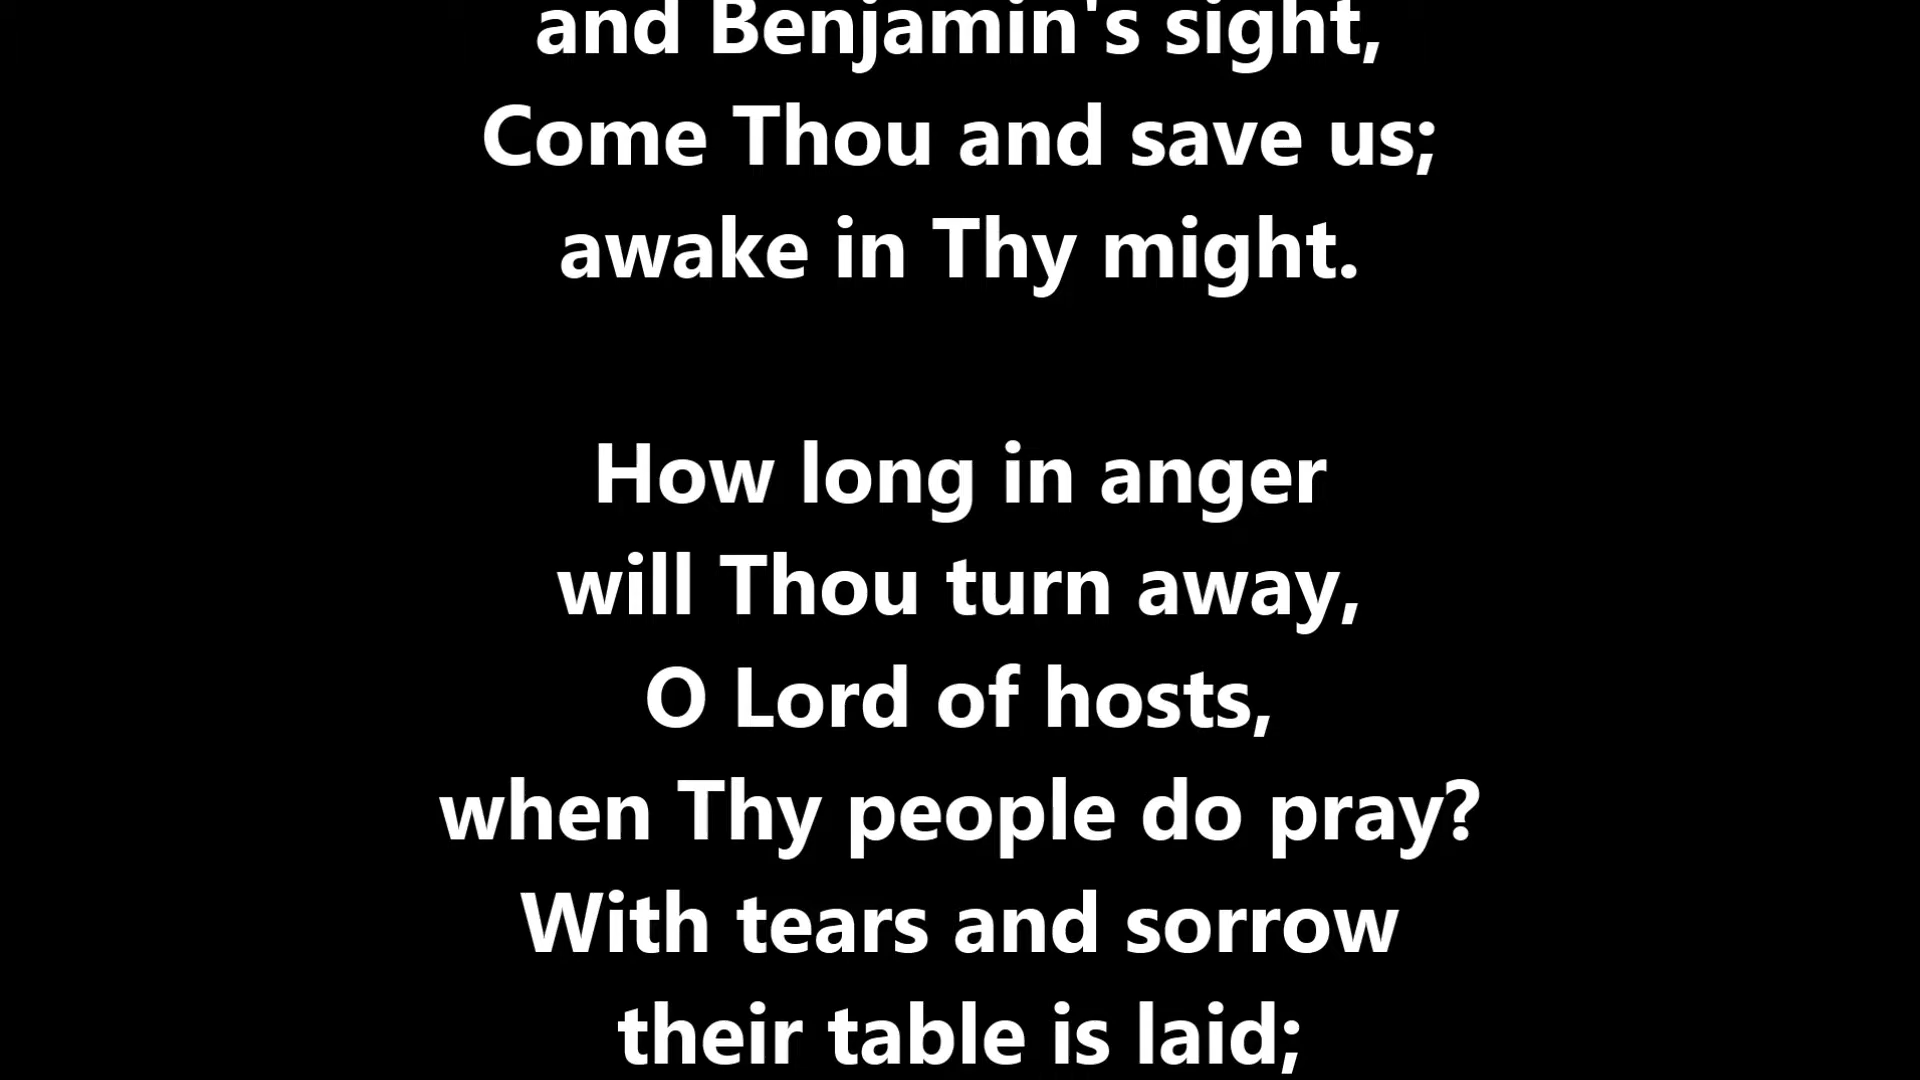 and Benjamin's sight,
Come Thou and save us;
awake in Thy might.
How long in anger
will Thou turn away,
O Lord of hosts,
when Thy people do pray?
With tears and sorrow
their table is laid;